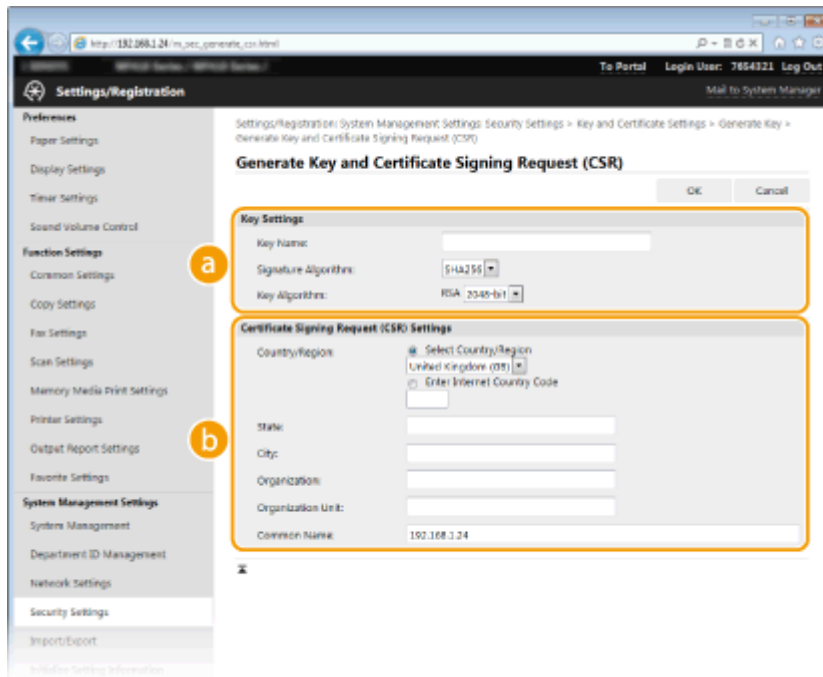 http://192.168.1.24/m_sec_generate_csr.html
To Portal Login User: 7654321 Log Out
Settings/Registration
Mail to System Manager
Preferences
Paper Settings
Display Settings
Timer Settings
Sound Volume Control
Function Settings
Common Settings
Copy Settings
Fax Settings
Scan Settings
Memory Media Print Settings
Printer Settings
Output Report Settings
Favorite Settings
System Management Settings
System Management
Department ID Management
Network Settings
Security Settings
Import/Export
Initialize Setting Information
Settings/Registration: System Management Settings: Security Settings > Key and Certificate Settings > Generate Key >
Generate Key and Certificate Signing Request (CSR)
Generate Key and Certificate Signing Request (CSR)
OK Cancel
a
Key Settings
Key Name:
Signature Algorithm: SHA256
Key Algorithm: RSA 2048-bit
b
Certificate Signing Request (CSR) Settings
Country/Region: Select Country/Region
United Kingdom (GB)
Enter Internet Country Code
State:
City:
Organization:
Organization Unit:
Common Name: 192.168.1.24